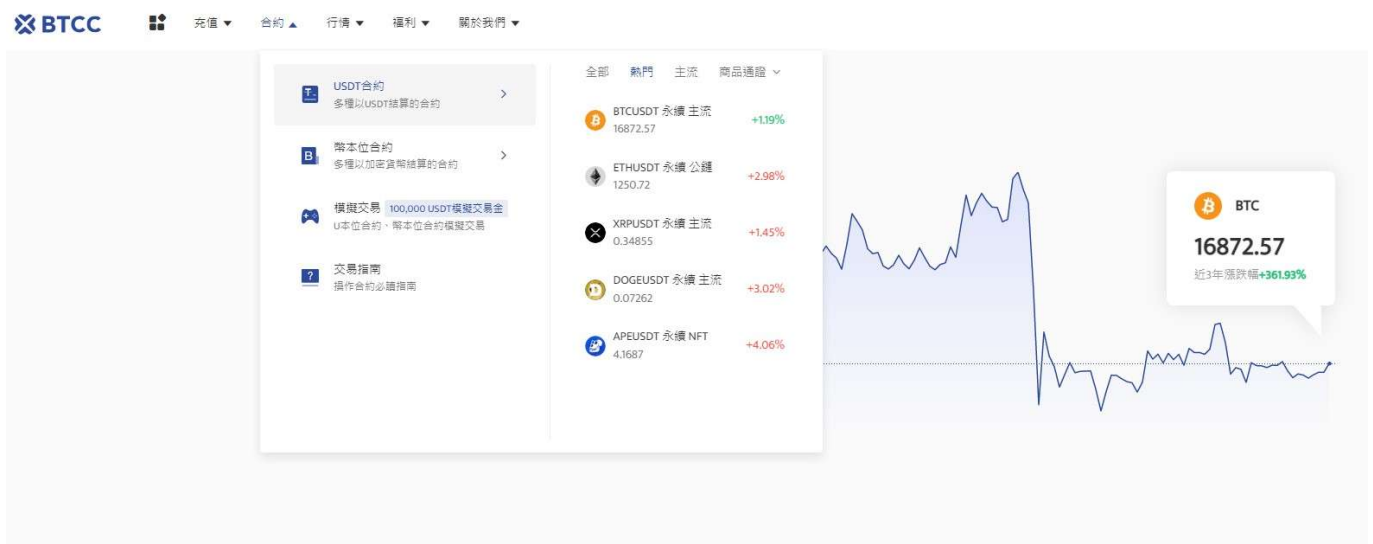 BTCC
充值 ▼
合約 ▲
行情 ▼
福利 ▼
關於我們 ▼
USDT合約
多種以USDT結算的合約
幣本位合約
多種以加密貨幣結算的合約
模擬交易 100,000 USDT模擬交易金
U本位合約、幣本位合約模擬交易
交易指南
操作合約必讀指南
全部 熱門 主流 商品通證
BTCUSDT 永續 主流
16872.57
+1.19%
ETHUSDT 永續 公鏈
1250.72
+2.98%
XRPUSDT 永續 主流
0.34855
+1.45%
DOGEUSDT 永續 主流
0.07262
+3.02%
APEUSDT 永續 NFT
4.1687
+4.06%
BTC
16872.57
近3年漲跌幅+361.93%